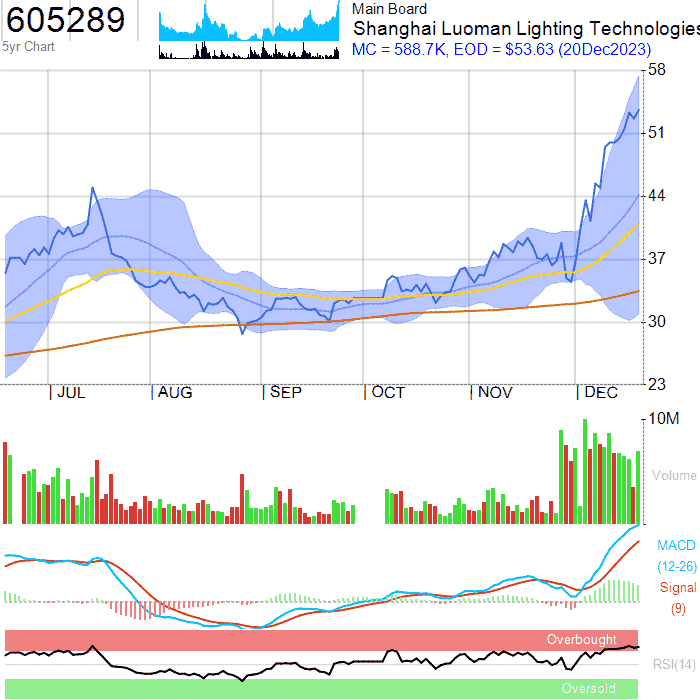 605289
5yr Chart
Main Board
Shanghai Luoman Lighting Technologies
MC = 588.7K, EOD = $53.63 (20Dec2023)
58
51
44
37
30
23
JUL
AUG
SEP
OCT
NOV
DEC
10M
Volume
MACD
(12-26)
Signal
(9)
Overbought
RSI(14)
Oversold